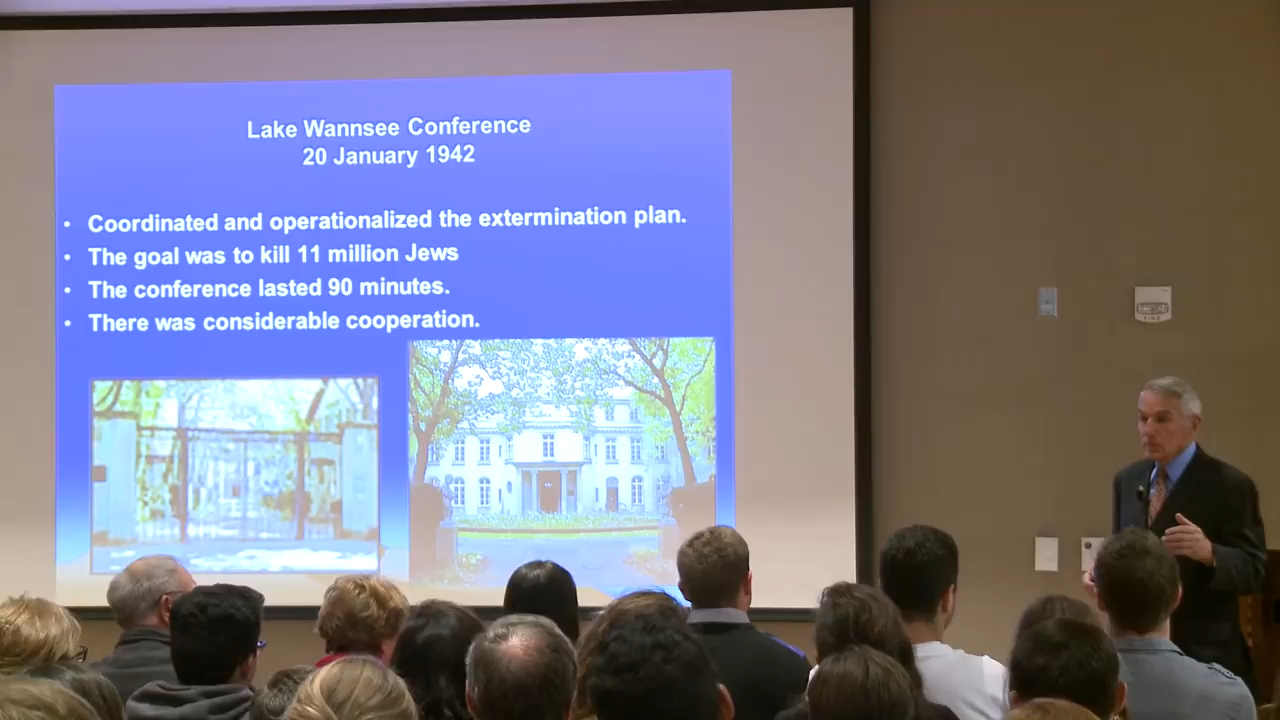 Lake Wannsee Conference
20 January 1942
• Coordinated and operationalized the extermination plan.
• The goal was to kill 11 million Jews
• The conference lasted 90 minutes.
• There was considerable cooperation.
FIRE